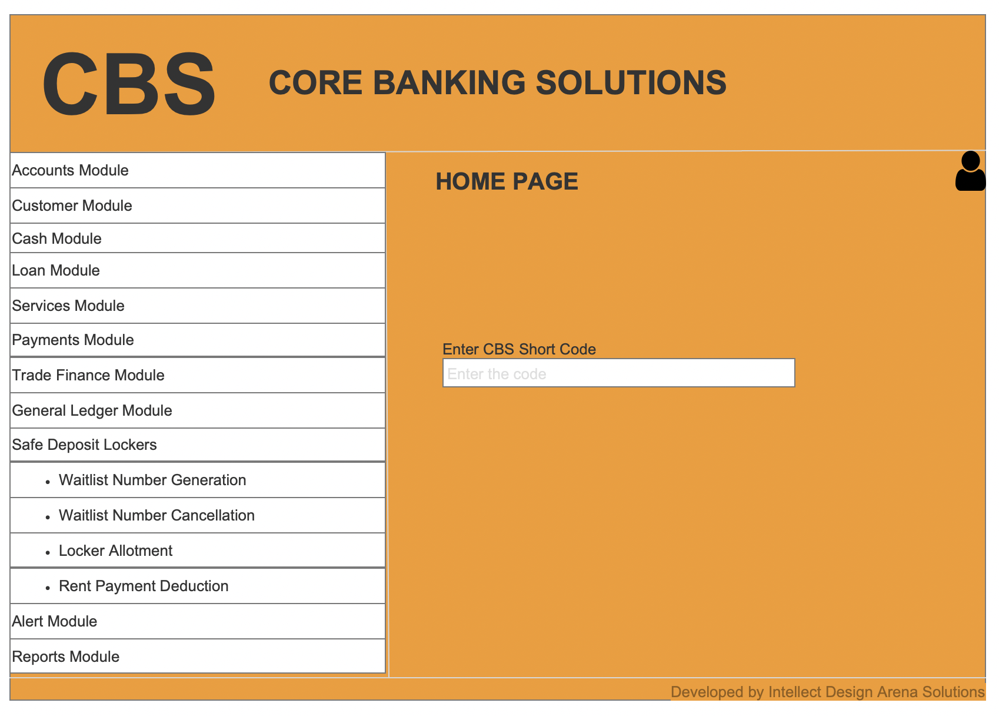 CBS
CORE BANKING SOLUTIONS
Accounts Module
Customer Module
Cash Module
Loan Module
Services Module
Payments Module
Trade Finance Module
General Ledger Module
Safe Deposit Lockers
• Waitlist Number Generation
• Waitlist Number Cancellation
• Locker Allotment
• Rent Payment Deduction
Alert Module
Reports Module
HOME PAGE
Enter CBS Short Code
Enter the code
Developed by Intellect Design Arena Solutions